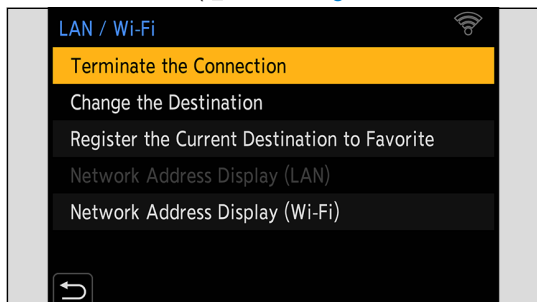 LAN / Wi-Fi
Terminate the Connection
Change the Destination
Register the Current Destination to Favorite
Network Address Display (LAN)
Network Address Display (Wi-Fi)